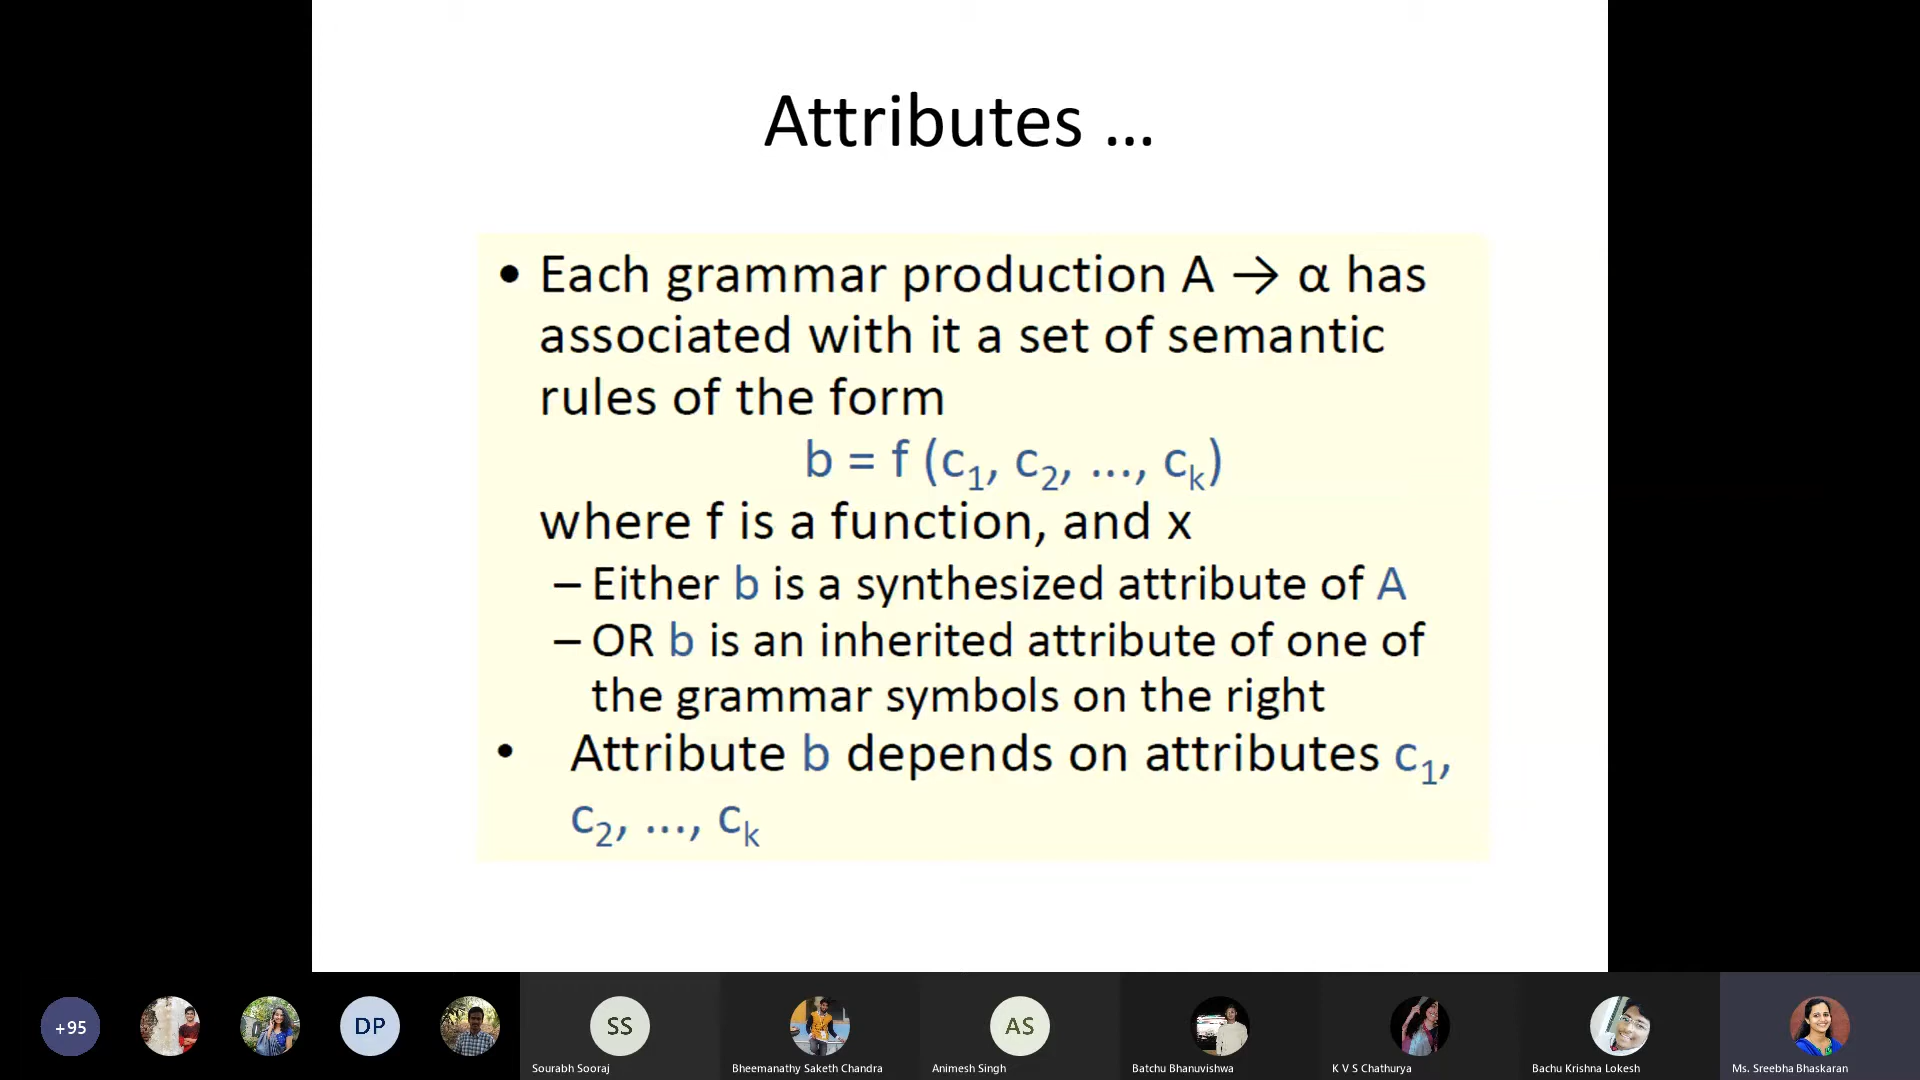 Attributes ...
• Each grammar production A → α has
associated with it a set of semantic
rules of the form
b = f (c₁, c₂, ..., cₖ)
where f is a function, and x
– Either b is a synthesized attribute of A
– OR b is an inherited attribute of one of
the grammar symbols on the right
• Attribute b depends on attributes c₁,
c₂, ..., cₖ
+95
DP
SS
AS
Sourabh Sooraj
Bheemanathy Saketh Chandra
Animesh Singh
Batchu Bhanuvishwa
K V S Chathurya
Bachu Krishna Lokesh
Ms. Sreebha Bhaskaran